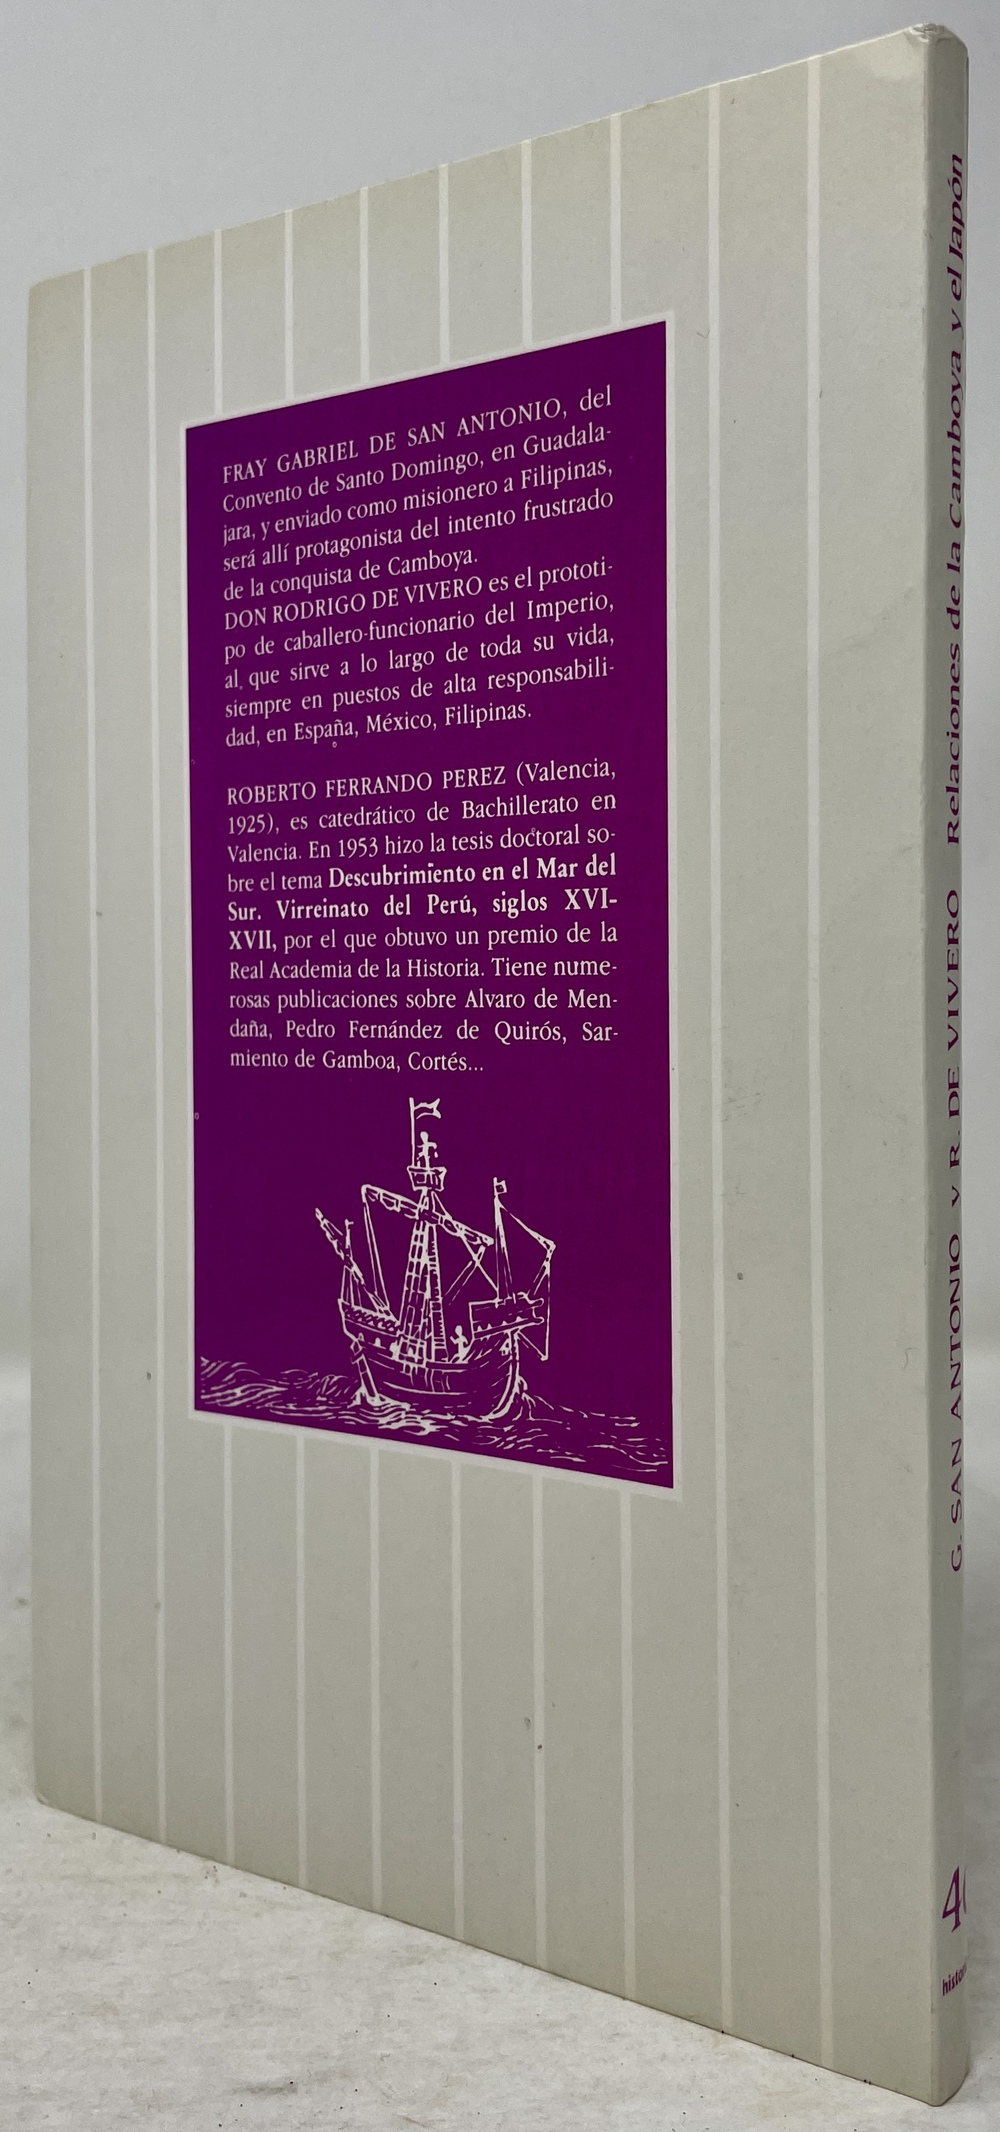 FRAY GABRIEL DE SAN ANTONIO, del
Convento de Santo Domingo, en Guadala-
jara, y enviado como misionero a Filipinas,
será allí protagonista del intento frustrado
de la conquista de Camboya.
DON RODRIGO DE VIVERO es el prototi-
po de caballero-funcionario del Imperio,
al que sirve a lo largo de toda su vida,
siempre en puestos de alta responsabili-
dad, en España, México, Filipinas.
ROBERTO FERRANDO PEREZ (Valencia,
1925), es catedrático de Bachillerato en
Valencia. En 1953 hizo la tesis doctoral so-
bre el tema Descubrimiento en el Mar del
Sur. Virreinato del Perú, siglos XVI-
XVII, por el que obtuvo un premio de la
Real Academia de la Historia. Tiene nume-
rosas publicaciones sobre Alvaro de Men-
daña, Pedro Fernández de Quirós, Sar-
miento de Gamboa, Cortés...
G. SAN ANTONIO y R. DE VIVERO Relaciones de la Camboya y el Japón